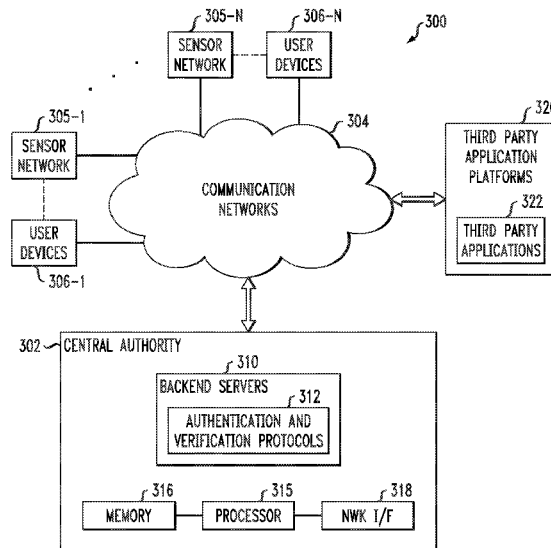 305-N
306-N
SENSOR
NETWORK
USER
DEVICES
300
305-1
SENSOR
NETWORK
304
COMMUNICATION
NETWORKS
THIRD PARTY
APPLICATION
PLATFORMS
322
THIRD PARTY
APPLICATIONS
USER
DEVICES
306-1
302
CENTRAL AUTHORITY
310
BACKEND SERVERS
312
AUTHENTICATION AND
VERIFICATION PROTOCOLS
316
MEMORY
315
PROCESSOR
318
NWK I/F